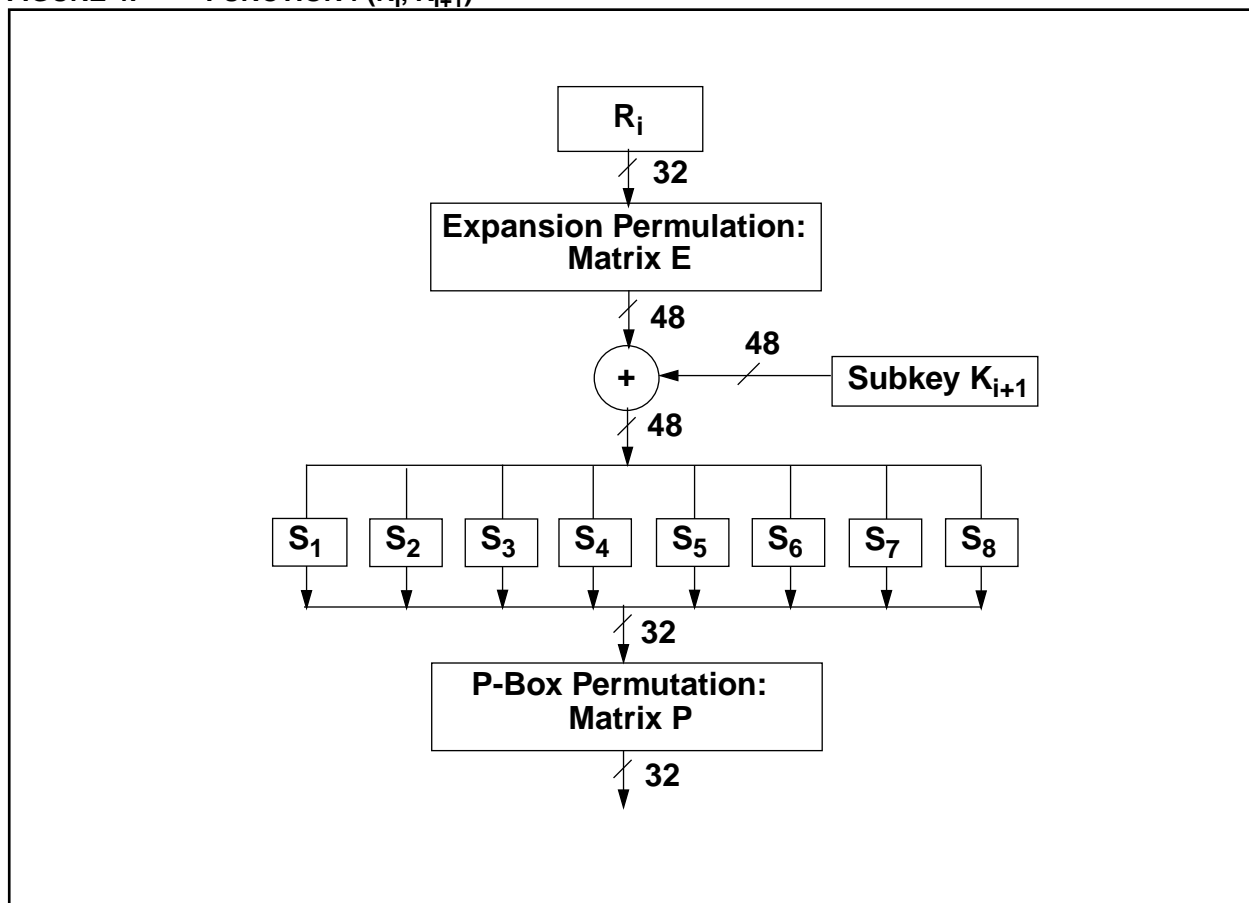 R_i
32
Expansion Permulation:
Matrix E
48
48
+
Subkey K_{i+1}
48
S_1 S_2 S_3 S_4 S_5 S_6 S_7 S_8
32
P-Box Permutation:
Matrix P
32